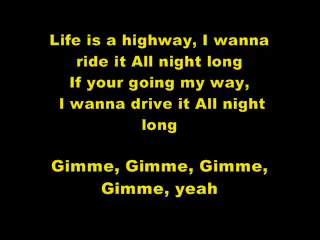 Life is a highway, I wanna
ride it All night long
If your going my way,
I wanna drive it All night
long
Gimme, Gimme, Gimme,
Gimme, yeah